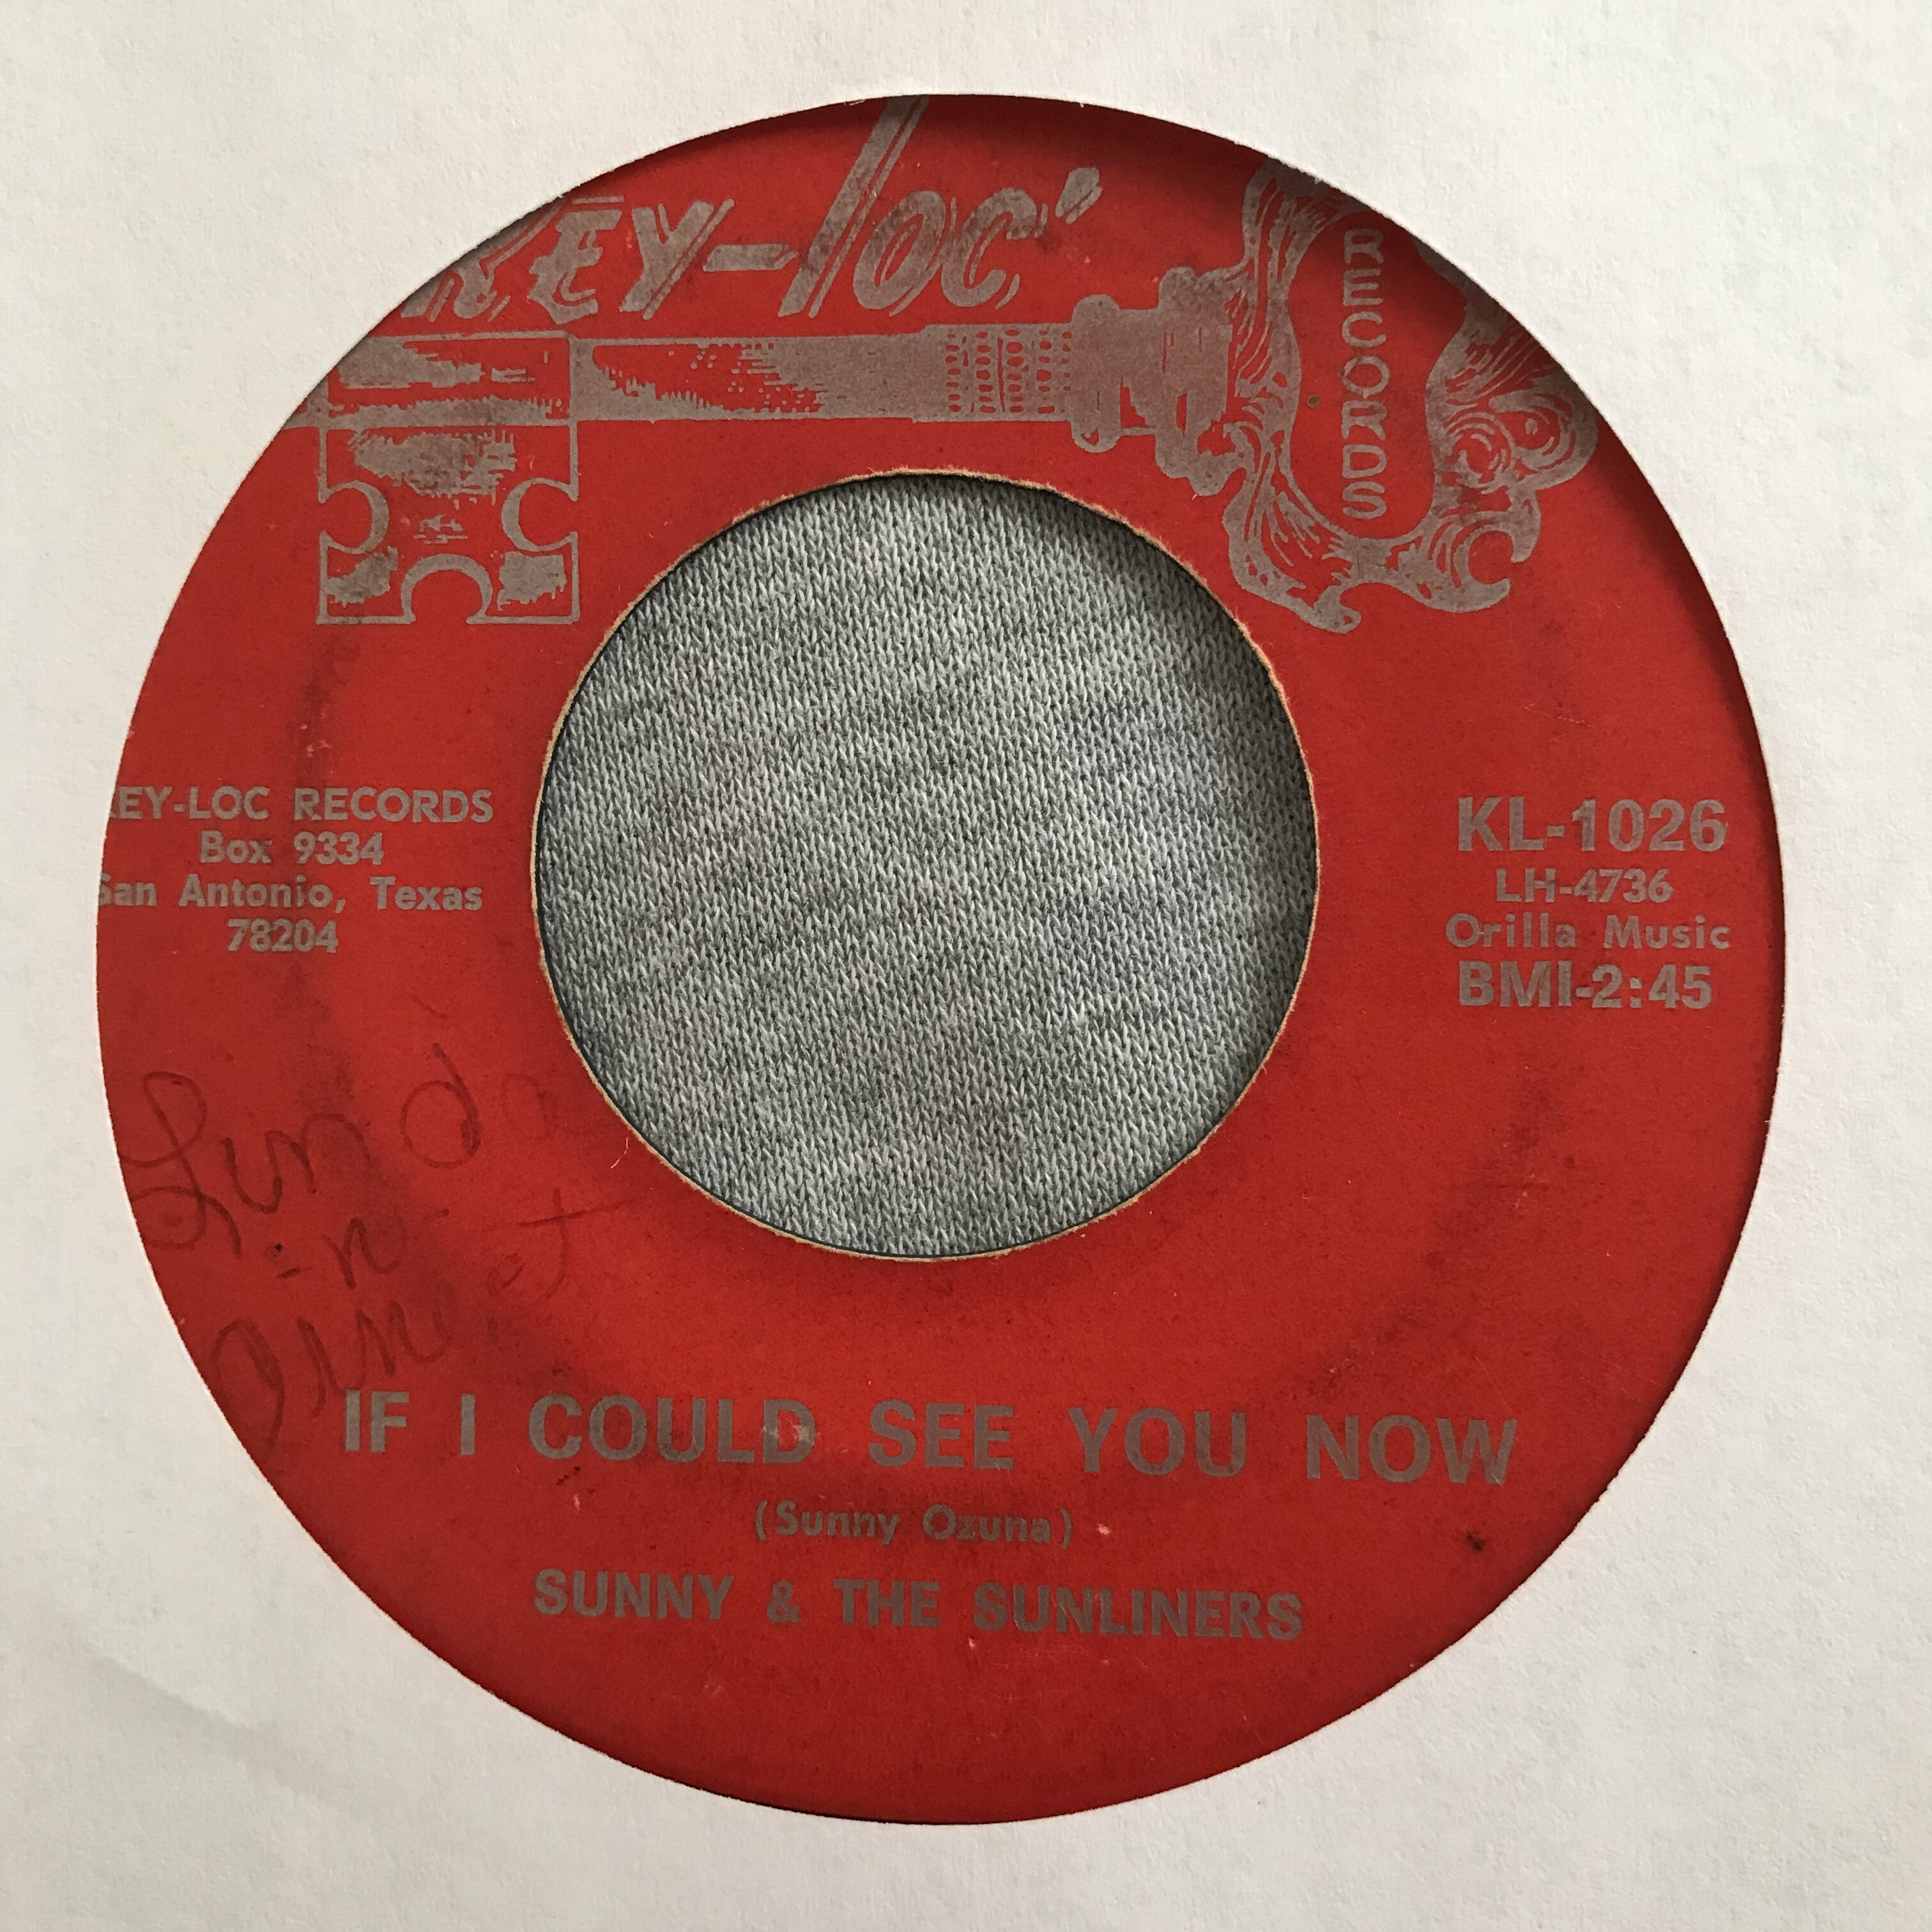 KEY-LOC'
RECORDS
KEY-LOC RECORDS
Box 9334
San Antonio, Texas
78204
KL-1026
LH-4736
Orilla Music
BMI-2:45
Linda
-n-
IF I COULD SEE YOU NOW
(Sunny Ozuna)
SUNNY & THE SUNLINERS